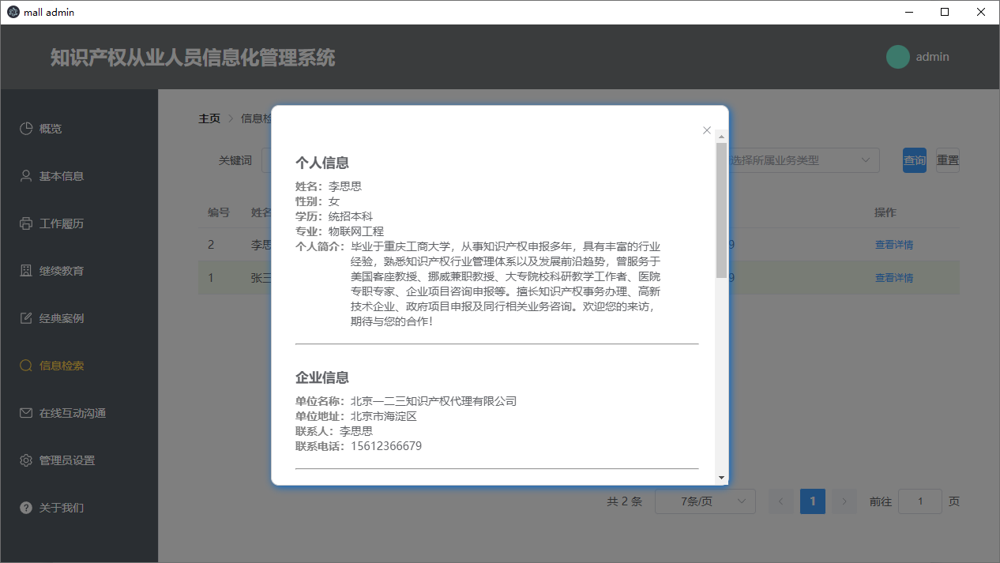 mall admin
知识产权从业人员信息化管理系统
admin
概览
基本信息
工作履历
继续教育
经典案例
信息检索
在线互动沟通
管理员设置
? 关于我们
主页 > 信息检
关键词
选择所属业务类型
查询 重置
编号 姓名 操作
2 李思 9 查看详情
1 张三 9 查看详情
个人信息
姓名：李思思
性别：女
学历：统招本科
专业：物联网工程
个人简介：毕业于重庆工商大学，从事知识产权申报多年，具有丰富的行业
经验，熟悉知识产权行业管理体系以及发展前沿趋势，曾服务于
美国客座教授、挪威兼职教授、大专院校科研教学工作者、医院
专职专家、企业项目咨询申报等。擅长知识产权事务办理、高新
技术企业、政府项目申报及同行相关业务咨询。欢迎您的来访，
期待与您的合作！
企业信息
单位名称：北京一二三知识产权代理有限公司
单位地址：北京市海淀区
联系人：李思思
联系电话：15612366679
共 2 条 7条/页 < 1 > 前往 1 页